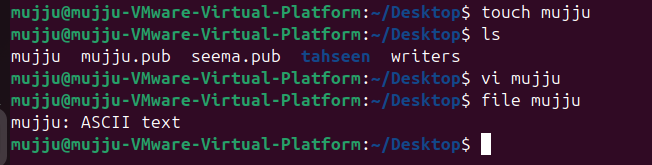 mujju@mujju-VMware-Virtual-Platform:~/Desktop$ touch mujju
mujju@mujju-VMware-Virtual-Platform:~/Desktop$ ls
mujju  mujju.pub  seema.pub  tahseen  writers
mujju@mujju-VMware-Virtual-Platform:~/Desktop$ vi mujju
mujju@mujju-VMware-Virtual-Platform:~/Desktop$ file mujju
mujju: ASCII text
mujju@mujju-VMware-Virtual-Platform:~/Desktop$